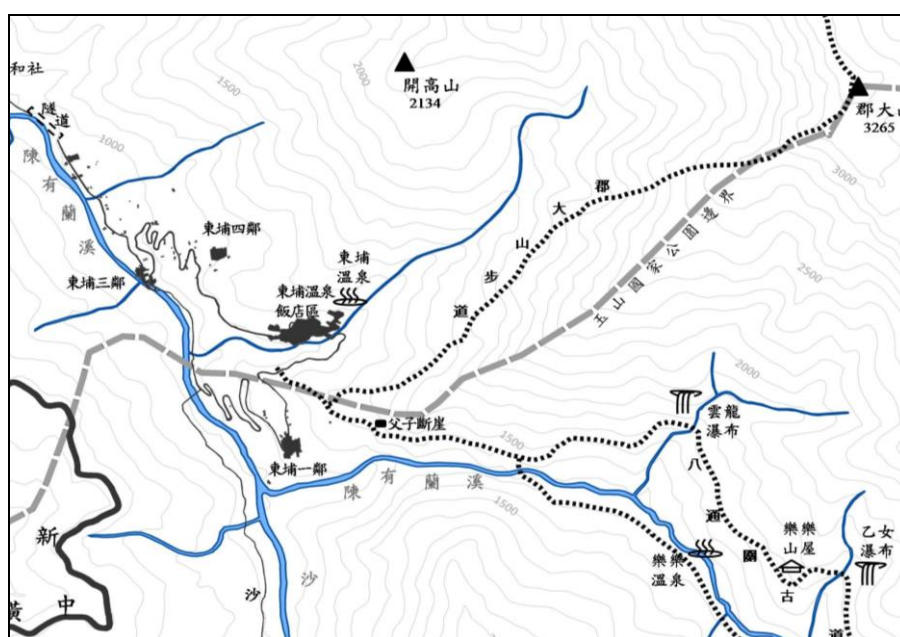 和社
隧道
1500
2000
開高山
2134
郡大山
3265
1000
陳有蘭溪
3000
郡大山步道
東埔四鄰
東埔
溫泉
玉山國家公園邊界
2500
東埔三鄰
東埔溫泉
飯店區
2000
雲龍
瀑布
父子斷崖
1500
東埔一鄰
陳有蘭溪
1500
八通關古道
樂樂
溫泉
樂樂
山屋
乙女
瀑布
新
中
黃
沙
沙